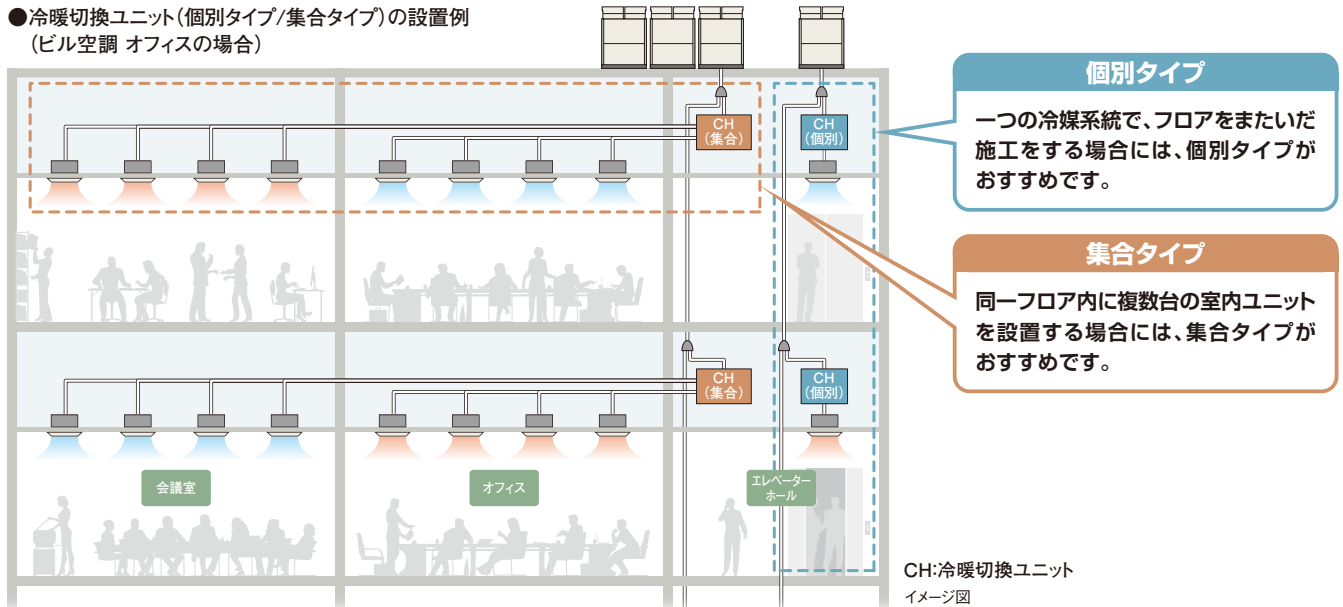 ●冷暖切換ユニット（個別タイプ/集合タイプ）の設置例
（ビル空調 オフィスの場合）
個別タイプ
一つの冷媒系統で、フロアをまたいだ
施工をする場合には、個別タイプが
おすすめです。
CH
（集合）
CH
（個別）
集合タイプ
同一フロア内に複数台の室内ユニット
を設置する場合には、集合タイプが
おすすめです。
CH
（集合）
CH
（個別）
会議室
オフィス
エレベーター
ホール
CH:冷暖切換ユニット
イメージ図